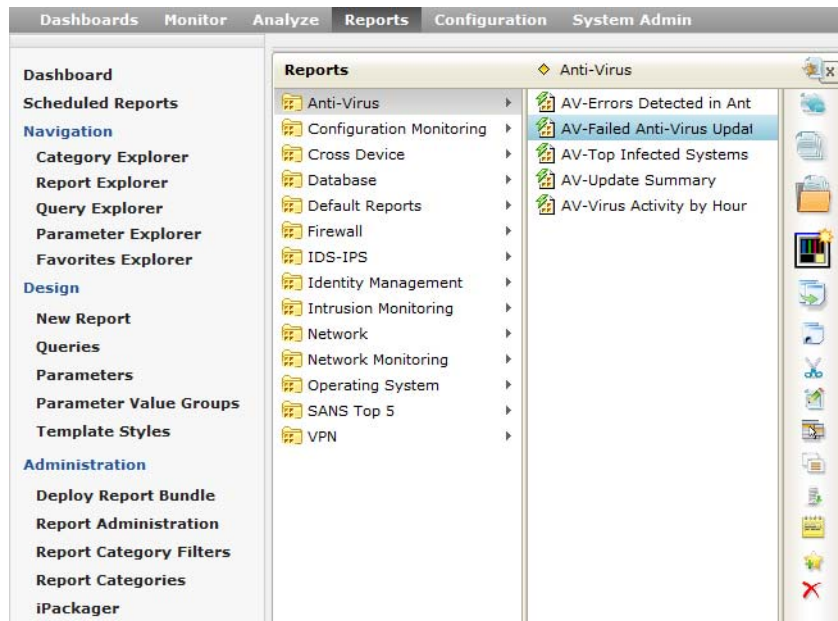 Dashboards Monitor Analyze Reports Configuration System Admin
Dashboard
Scheduled Reports
Navigation
Category Explorer
Report Explorer
Query Explorer
Parameter Explorer
Favorites Explorer
Design
New Report
Queries
Parameters
Parameter Value Groups
Template Styles
Administration
Deploy Report Bundle
Report Administration
Report Category Filters
Report Categories
iPackager
Reports
Anti-Virus
Configuration Monitoring
Cross Device
Database
Default Reports
Firewall
IDS-IPS
Identity Management
Intrusion Monitoring
Network
Network Monitoring
Operating System
SANS Top 5
VPN
Anti-Virus
AV-Errors Detected in Ant
AV-Failed Anti-Virus Updat
AV-Top Infected Systems
AV-Update Summary
AV-Virus Activity by Hour
x